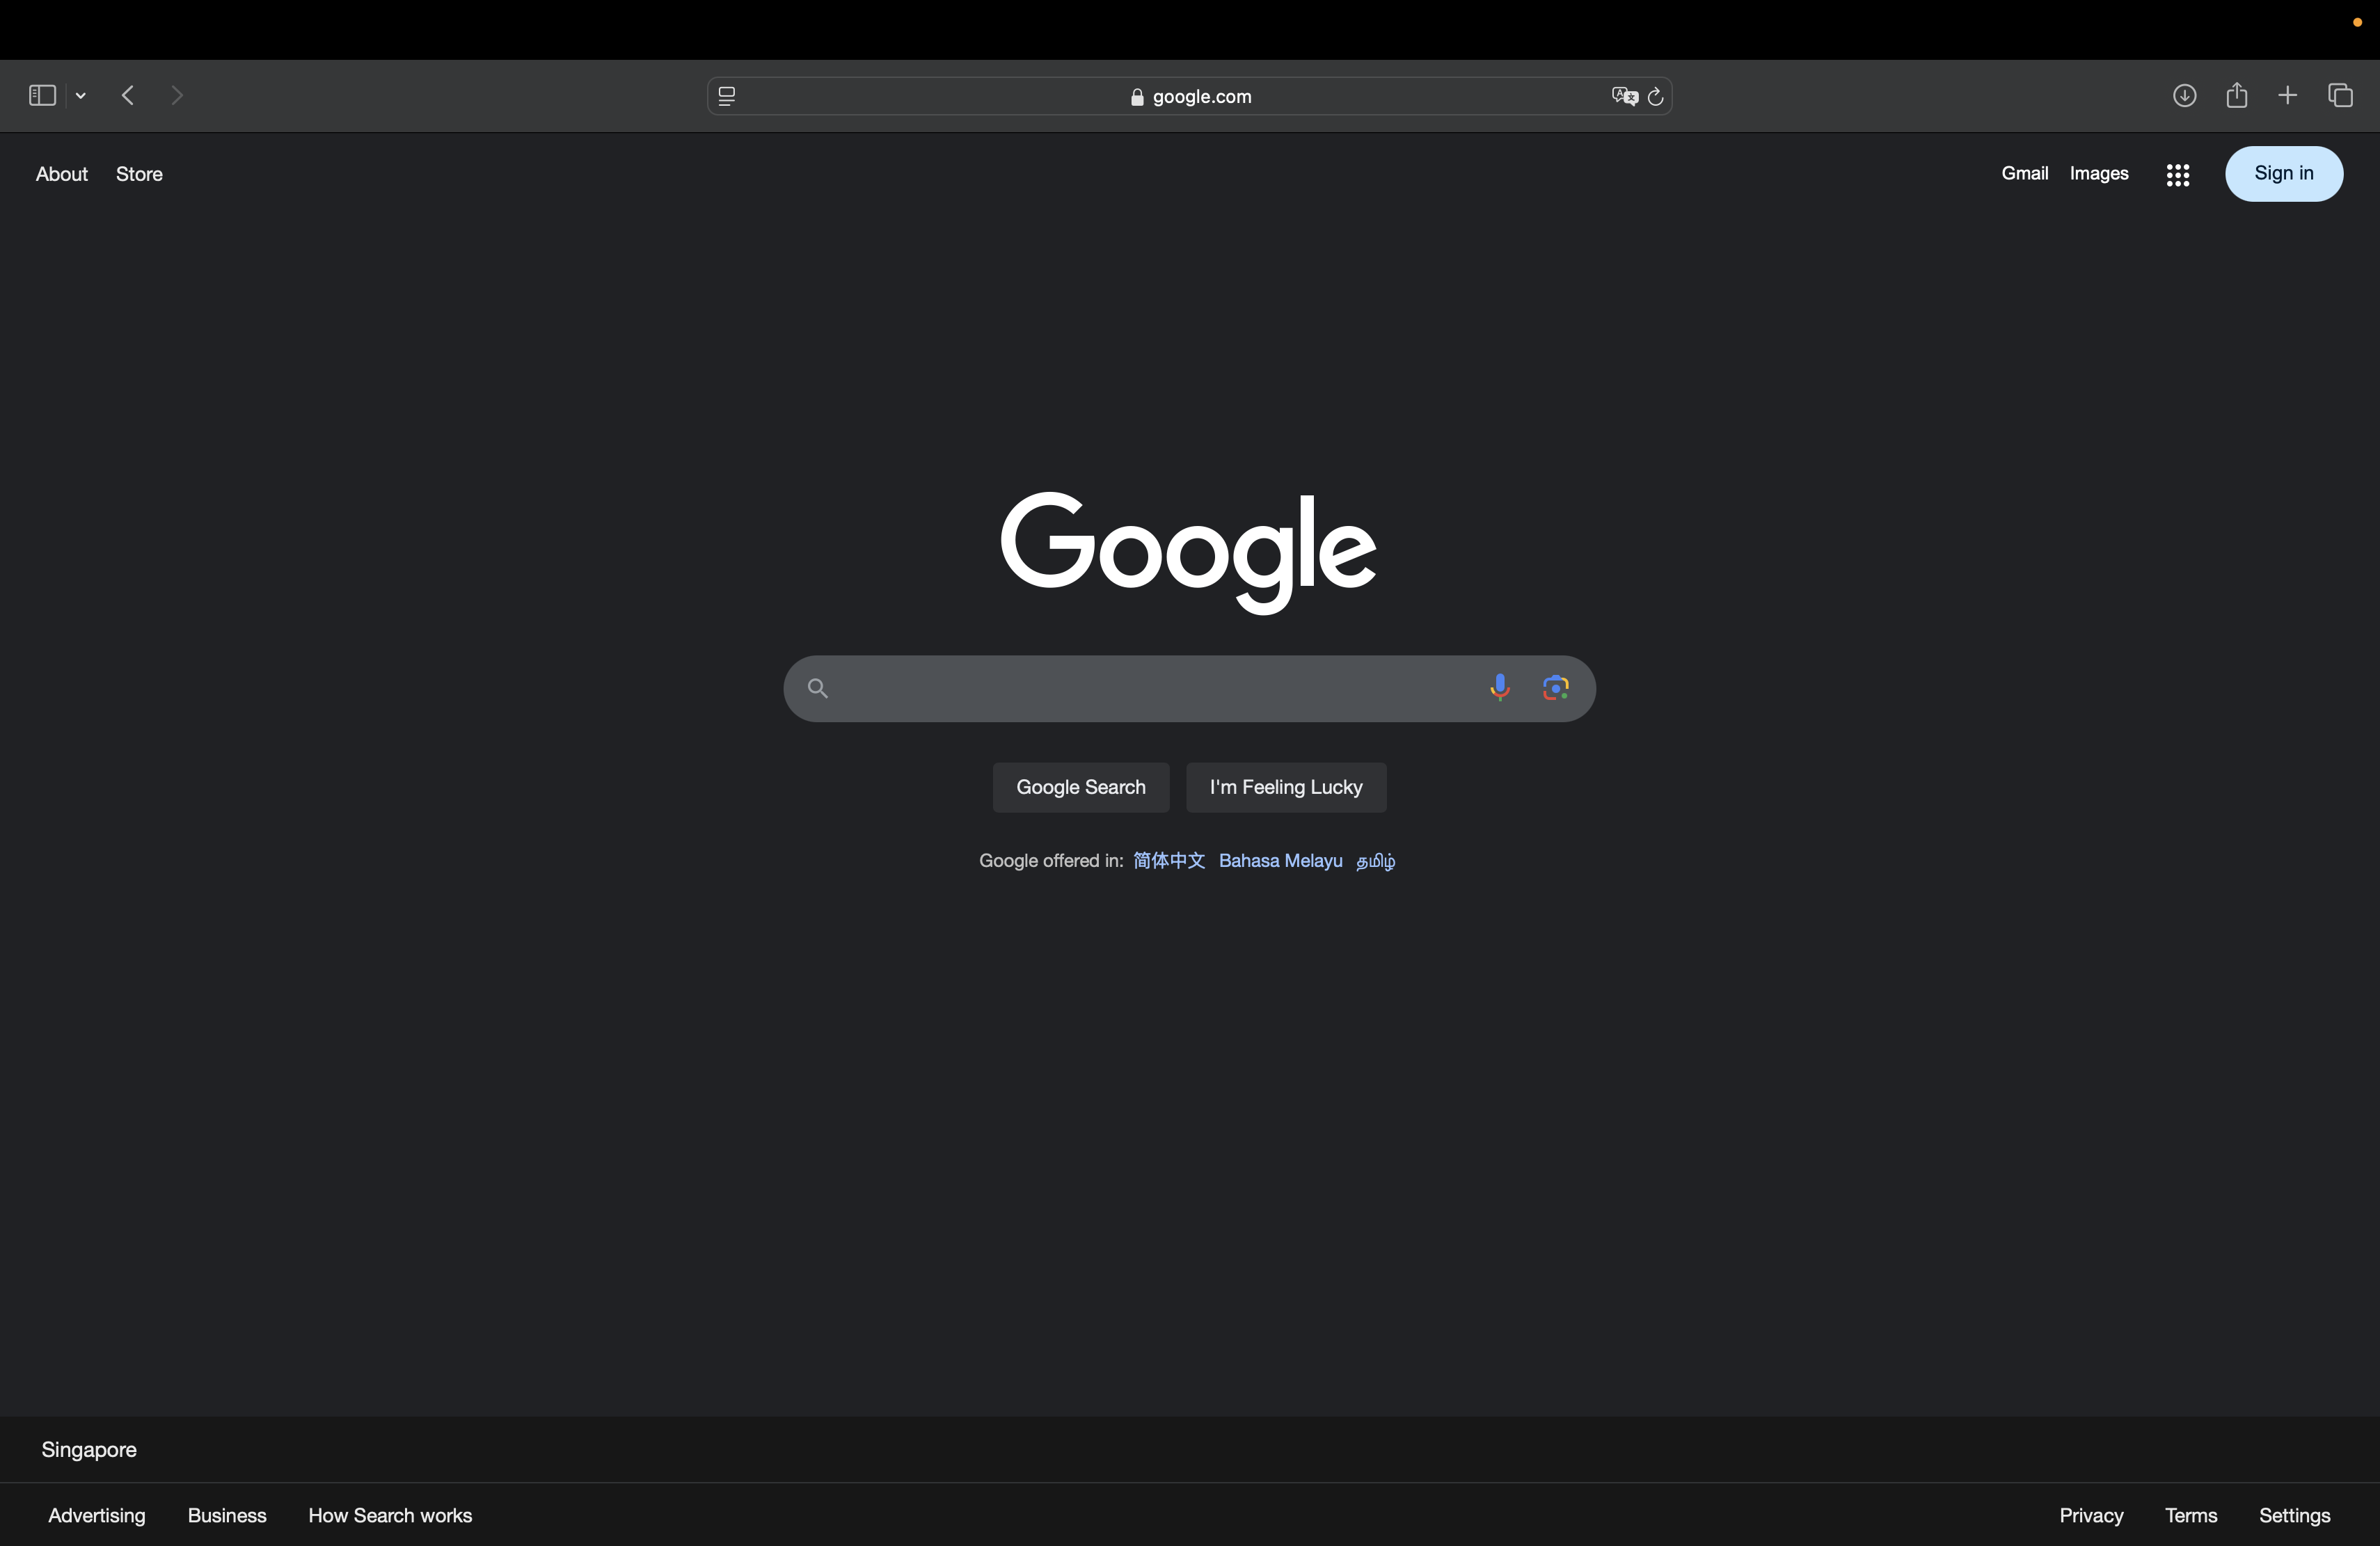 google.com
About Store Gmail Images Sign in
Google
Google Search I'm Feeling Lucky
Google offered in: 简体中文 Bahasa Melayu தமிழ்
Singapore
Advertising Business How Search works Privacy Terms Settings